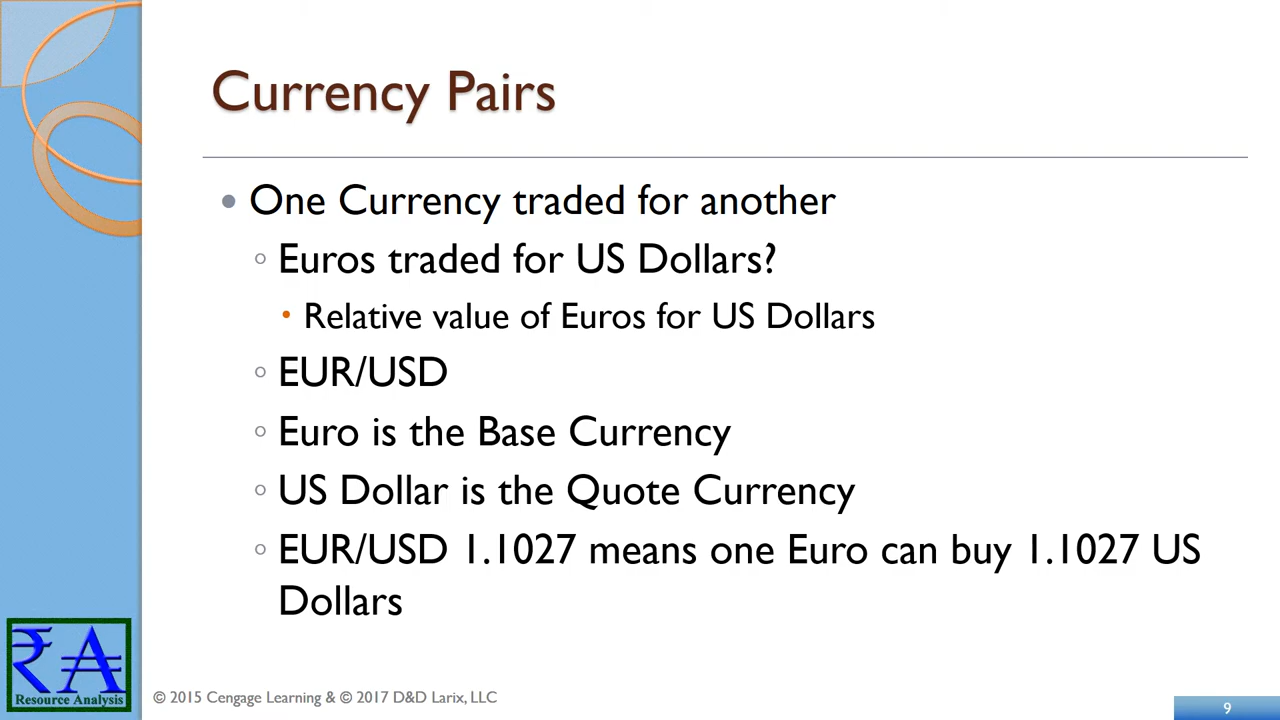 Currency Pairs
One Currency traded for another
Euros traded for US Dollars?
Relative value of Euros for US Dollars
EUR/USD
Euro is the Base Currency
US Dollar is the Quote Currency
EUR/USD 1.1027 means one Euro can buy 1.1027 US
Dollars
₹A
Resource Analysis
© 2015 Cengage Learning & © 2017 D&D Larix, LLC
9